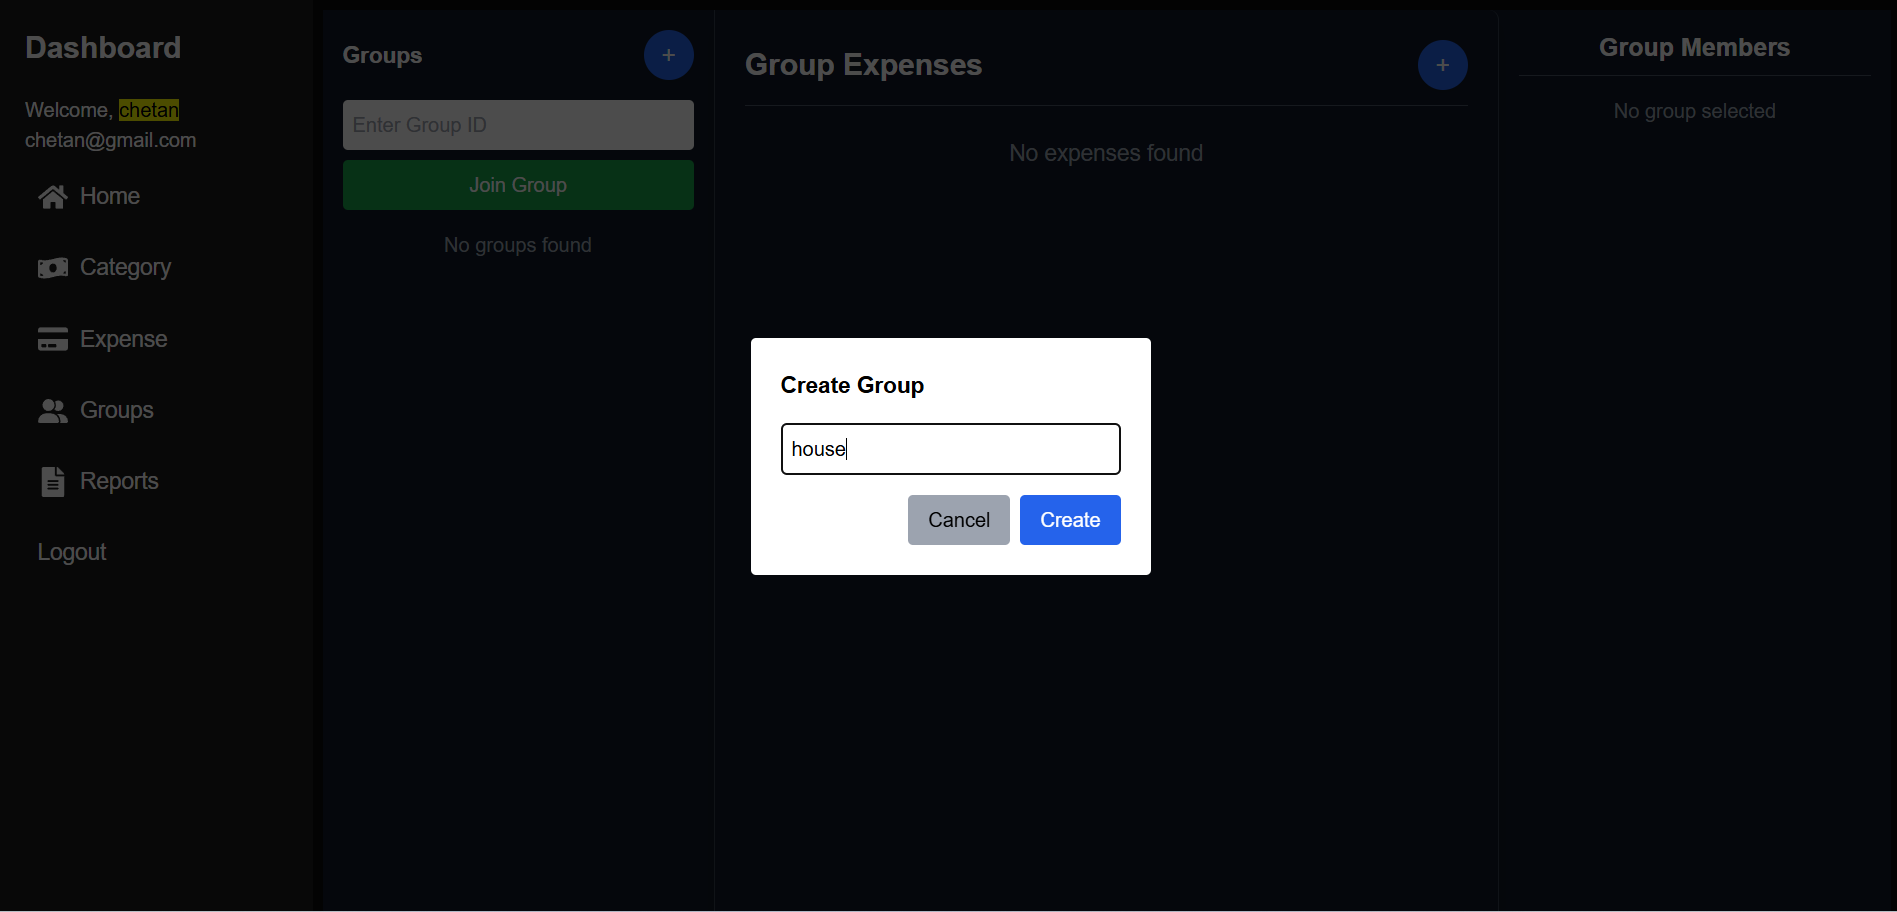 Dashboard
Welcome, chetan
chetan@gmail.com
Home
Category
Expense
Groups
Reports
Logout
Groups
+
Enter Group ID
Join Group
No groups found
Group Expenses
+
No expenses found
Group Members
No group selected
Create Group
house
Cancel
Create